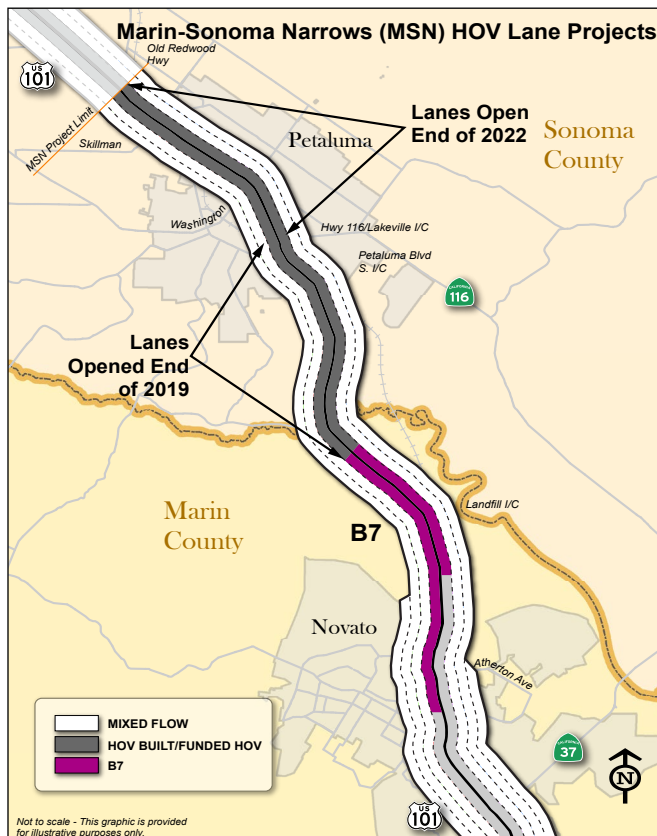 Marin-Sonoma Narrows (MSN) HOV Lane Projects
Old Redwood
Hwy
US
101
MSN Project Limit
Skillman
Petaluma
Lanes Open
End of 2022
Sonoma
County
Washington
Hwy 116/Lakeville I/C
Petaluma Blvd
S. I/C
CALIFORNIA
116
Lanes
Opened End
of 2019
Marin
County
B7
Landfill I/C
Novato
Atherton Ave
MIXED FLOW
HOV BUILT/FUNDED HOV
B7
CALIFORNIA
37
N
US
101
Not to scale - This graphic is provided
for illustrative purposes only.